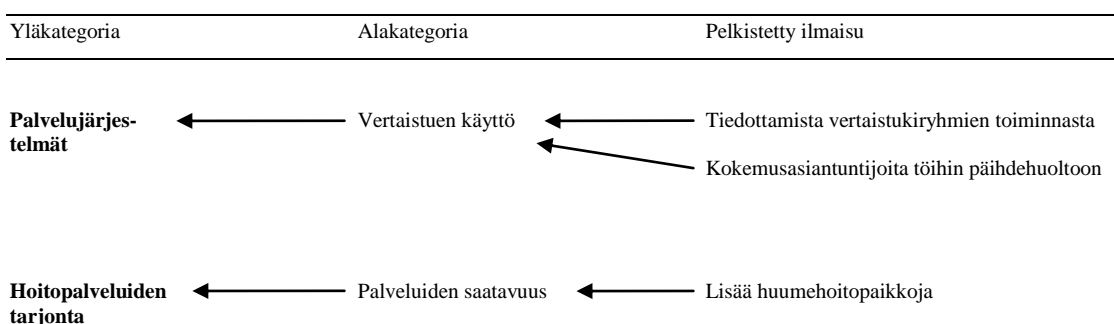 Yläkategoria Alakategoria Pelkistetty ilmaisu
Palvelujärjes- Vertaistuen käyttö Tiedottamista vertaistukiryhmien toiminnasta
telmät
Kokemusasiantuntijoita töihin päihdehuoltoon
Hoitopalveluiden Palveluiden saatavuus Lisää huumehoitopaikkoja
tarjonta